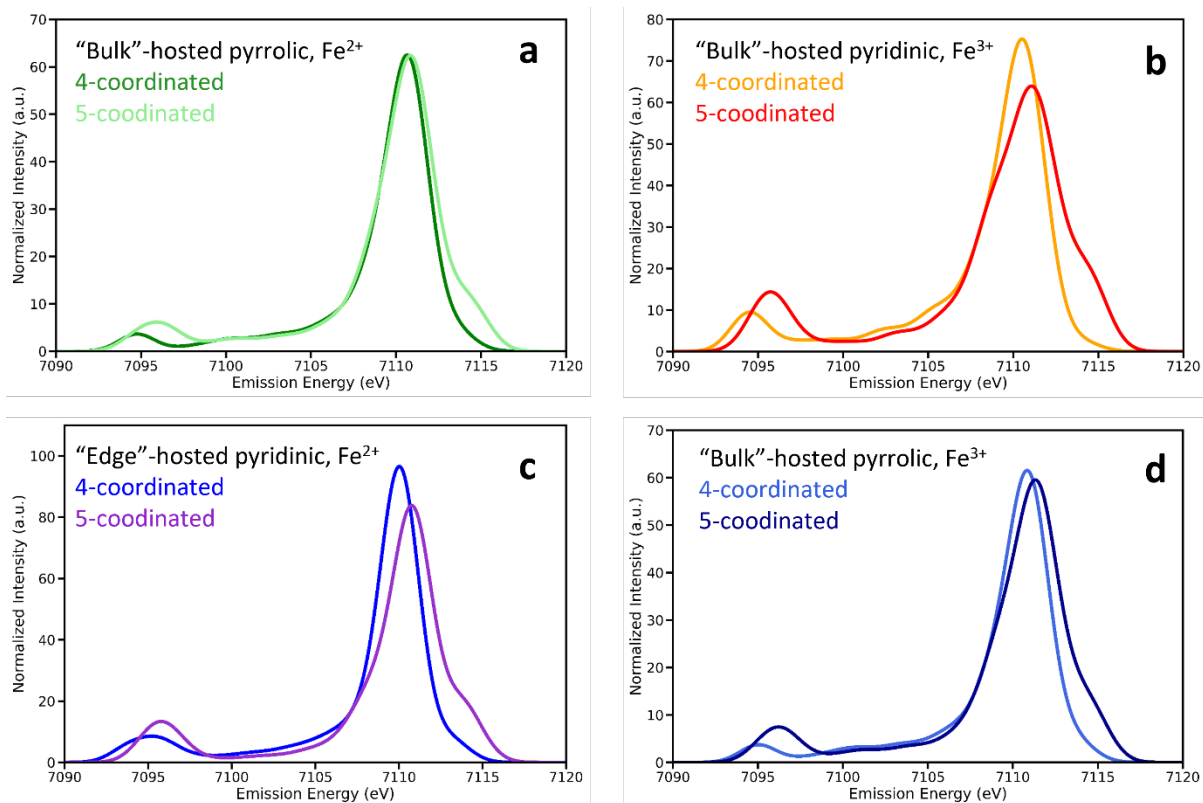 "Bulk"-hosted pyrrolic, Fe²⁺
4-coordinated
5-coodinated
a
70
60
50
40
30
20
10
0
Normalized Intensity (a.u.)
7090 7095 7100 7105 7110 7115 7120
Emission Energy (eV)
"Bulk"-hosted pyridinic, Fe³⁺
4-coordinated
5-coodinated
b
80
70
60
50
40
30
20
10
0
Normalized Intensity (a.u.)
7090 7095 7100 7105 7110 7115 7120
Emission Energy (eV)
"Edge"-hosted pyridinic, Fe²⁺
4-coordinated
5-coodinated
c
100
80
60
40
20
0
Normalized Intensity (a.u.)
7090 7095 7100 7105 7110 7115 7120
Emission Energy (eV)
"Bulk"-hosted pyrrolic, Fe³⁺
4-coordinated
5-coodinated
d
70
60
50
40
30
20
10
0
Normalized Intensity (a.u.)
7090 7095 7100 7105 7110 7115 7120
Emission Energy (eV)